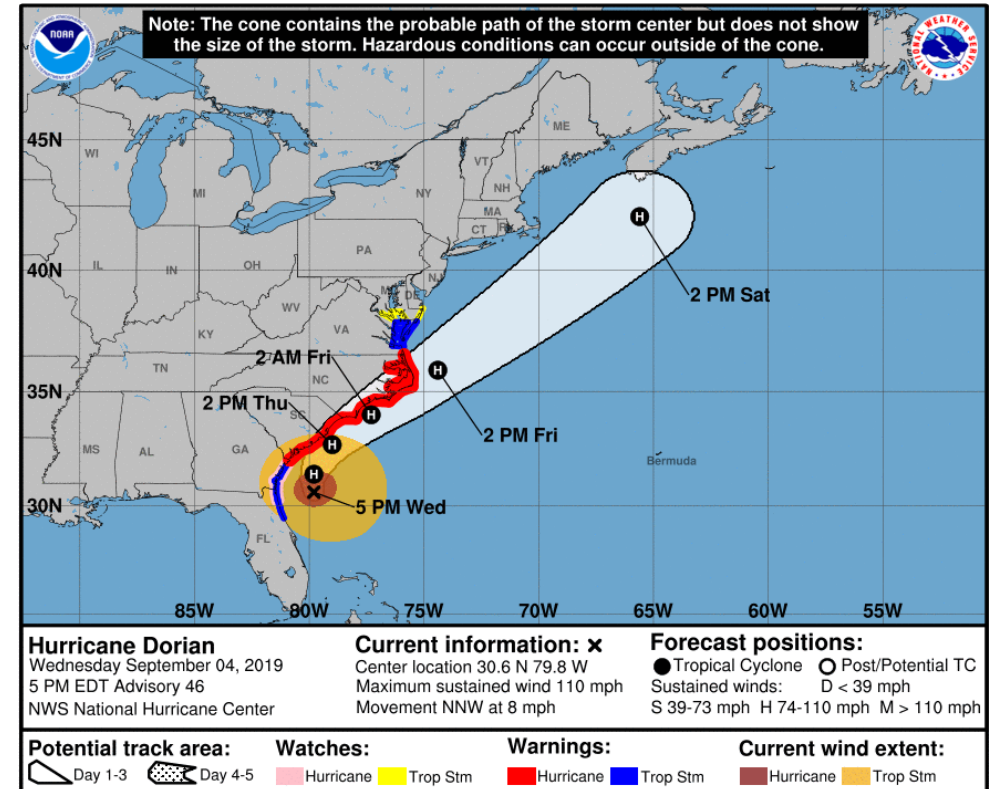 Note: The cone contains the probable path of the storm center but does not show
the size of the storm. Hazardous conditions can occur outside of the cone.
NOAA
NATIONAL WEATHER SERVICE
45N
40N
35N
30N
85W 80W 75W 70W 65W 60W 55W
WI
MI
IL
IN
OH
KY
WV
VA
PA
NY
VT
NH
ME
MA
CT
NJ
DE
TN
NC
SC
MS
AL
GA
FL
Bermuda
H
2 PM Sat
H
2 PM Fri
2 AM Fri
H
2 PM Thu
H
H
5 PM Wed
Hurricane Dorian
Wednesday September 04, 2019
5 PM EDT Advisory 46
NWS National Hurricane Center
Current information: x
Center location 30.6 N 79.8 W
Maximum sustained wind 110 mph
Movement NNW at 8 mph
Forecast positions:
Tropical Cyclone Post/Potential TC
Sustained winds: D < 39 mph
S 39-73 mph H 74-110 mph M > 110 mph
Potential track area:
Day 1-3 Day 4-5
Watches:
Hurricane Trop Stm
Warnings:
Hurricane Trop Stm
Current wind extent:
Hurricane Trop Stm